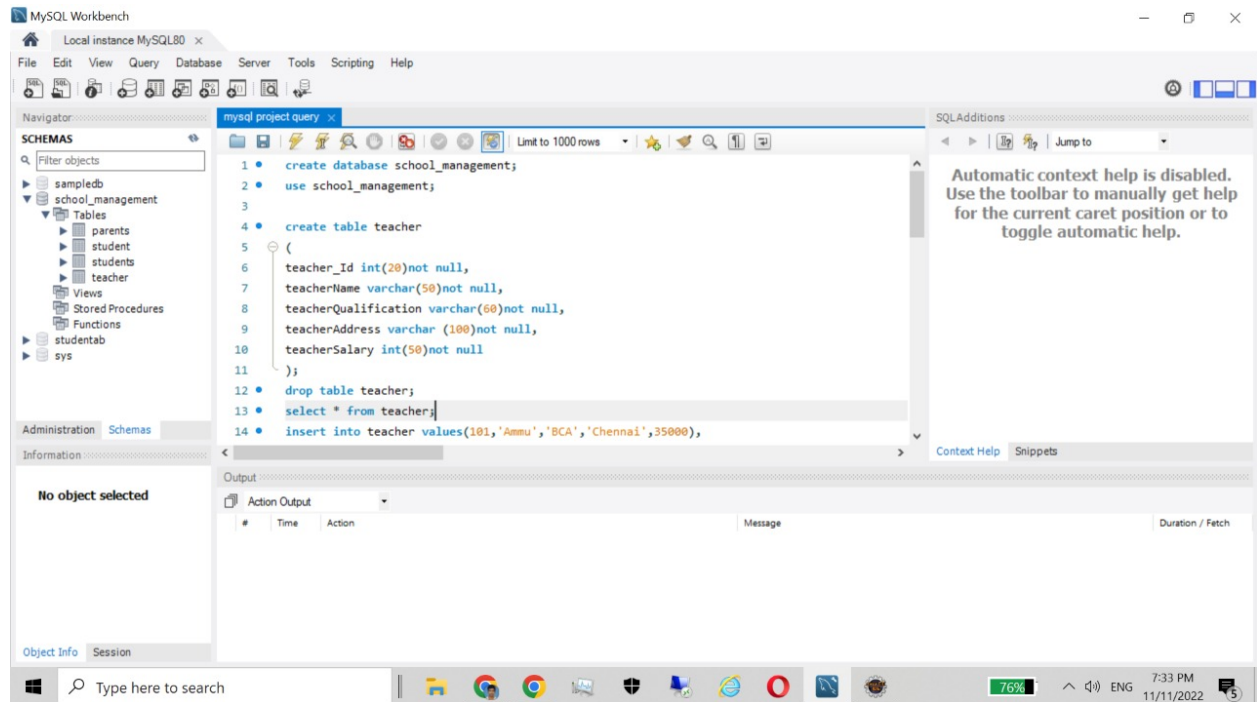 MySQL Workbench
Local instance MySQL80
File Edit View Query Database Server Tools Scripting Help
Navigator
SCHEMAS
Filter objects
sampledb
school_management
Tables
parents
student
students
teacher
Views
Stored Procedures
Functions
studentab
sys
Administration Schemas
Information
No object selected
Object Info Session
mysql project query
Limit to 1000 rows
1 create database school_management;
2 use school_management;
3
4 create table teacher
5 (
6 teacher_Id int(20)not null,
7 teacherName varchar(50)not null,
8 teacherQualification varchar(60)not null,
9 teacherAddress varchar (100)not null,
10 teacherSalary int(50)not null
11 );
12 drop table teacher;
13 select * from teacher;
14 insert into teacher values(101,'Ammu','BCA','Chennai',35000),
SQLAdditions
Jump to
Automatic context help is disabled.
Use the toolbar to manually get help
for the current caret position or to
toggle automatic help.
Context Help Snippets
Output
Action Output
# Time Action Message Duration / Fetch
Type here to search
76%
ENG
7:33 PM
11/11/2022
5